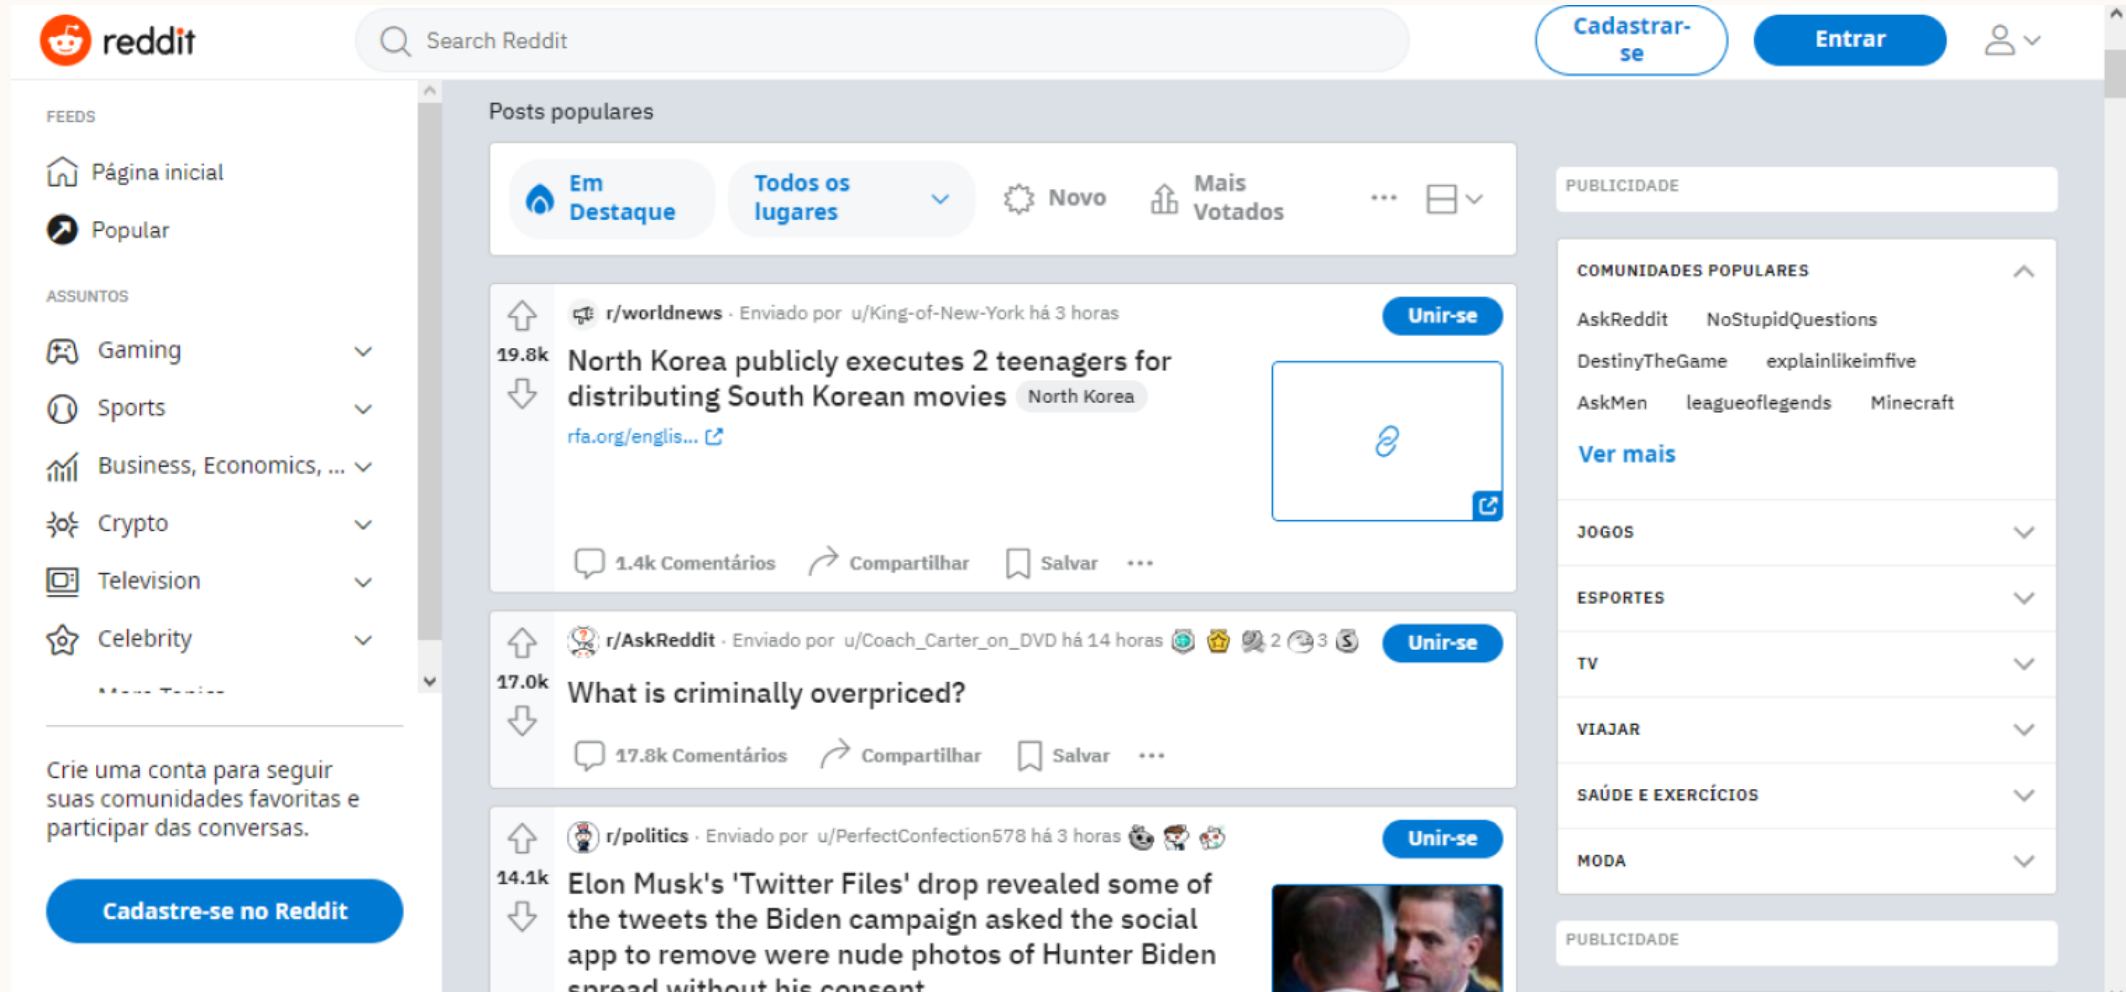 reddit
Search Reddit
Cadastrar-
se
Entrar
FEEDS
Página inicial
Popular
ASSUNTOS
Gaming
Sports
Business, Economics, ...
Crypto
Television
Celebrity
More Topics
Crie uma conta para seguir
suas comunidades favoritas e
participar das conversas.
Cadastre-se no Reddit
Posts populares
Em
Destaque
Todos os
lugares
Novo
Mais
Votados
r/worldnews · Enviado por u/King-of-New-York há 3 horas
Unir-se
19.8k
North Korea publicly executes 2 teenagers for
distributing South Korean movies North Korea
rfa.org/englis...
1.4k Comentários Compartilhar Salvar
r/AskReddit · Enviado por u/Coach_Carter_on_DVD há 14 horas 2 3
Unir-se
17.0k
What is criminally overpriced?
17.8k Comentários Compartilhar Salvar
r/politics · Enviado por u/PerfectConfection578 há 3 horas
Unir-se
14.1k
Elon Musk's 'Twitter Files' drop revealed some of
the tweets the Biden campaign asked the social
app to remove were nude photos of Hunter Biden
spread without his consent
PUBLICIDADE
COMUNIDADES POPULARES
AskReddit NoStupidQuestions
DestinyTheGame explainlikeimfive
AskMen leagueoflegends Minecraft
Ver mais
JOGOS
ESPORTES
TV
VIAJAR
SAÚDE E EXERCÍCIOS
MODA
PUBLICIDADE